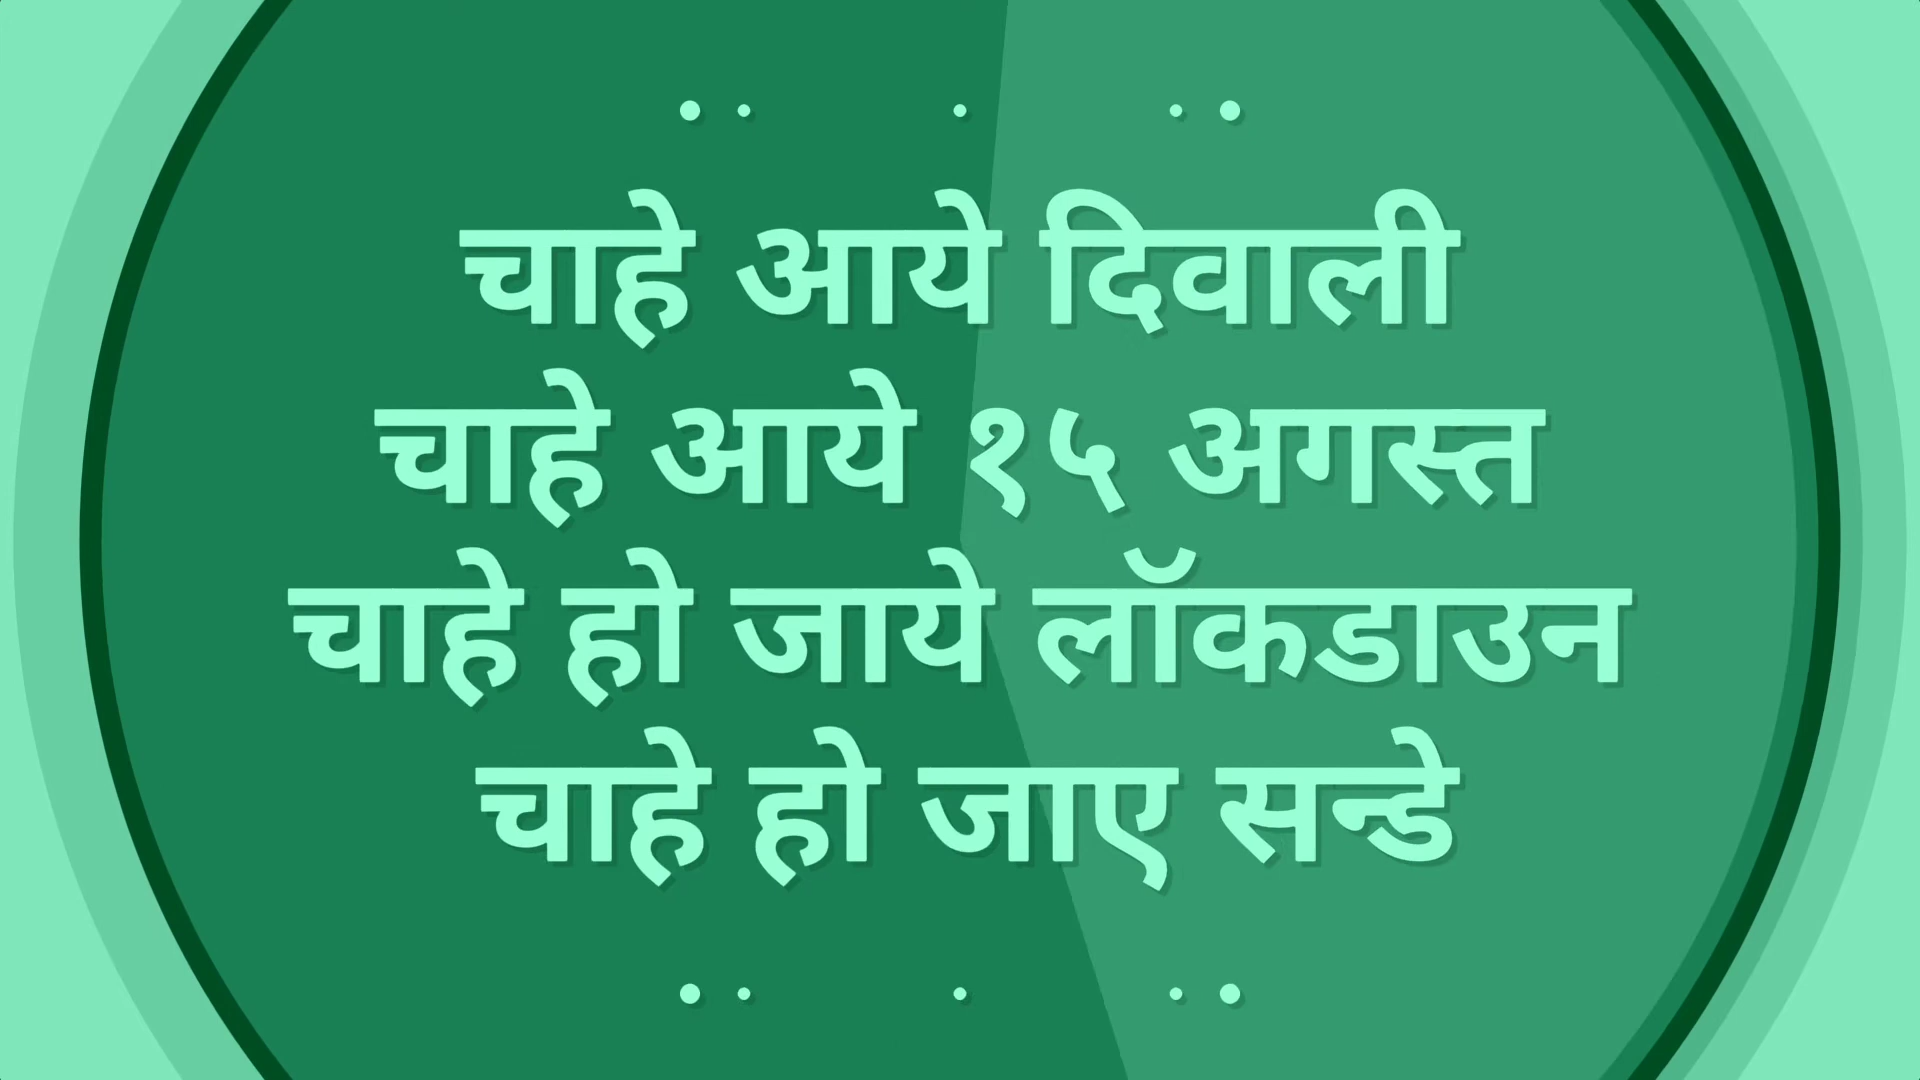 चाहे आये दिवाली
चाहे आये १५ अगस्त
चाहे हो जाये लॉकडाउन
चाहे हो जाए सन्डे